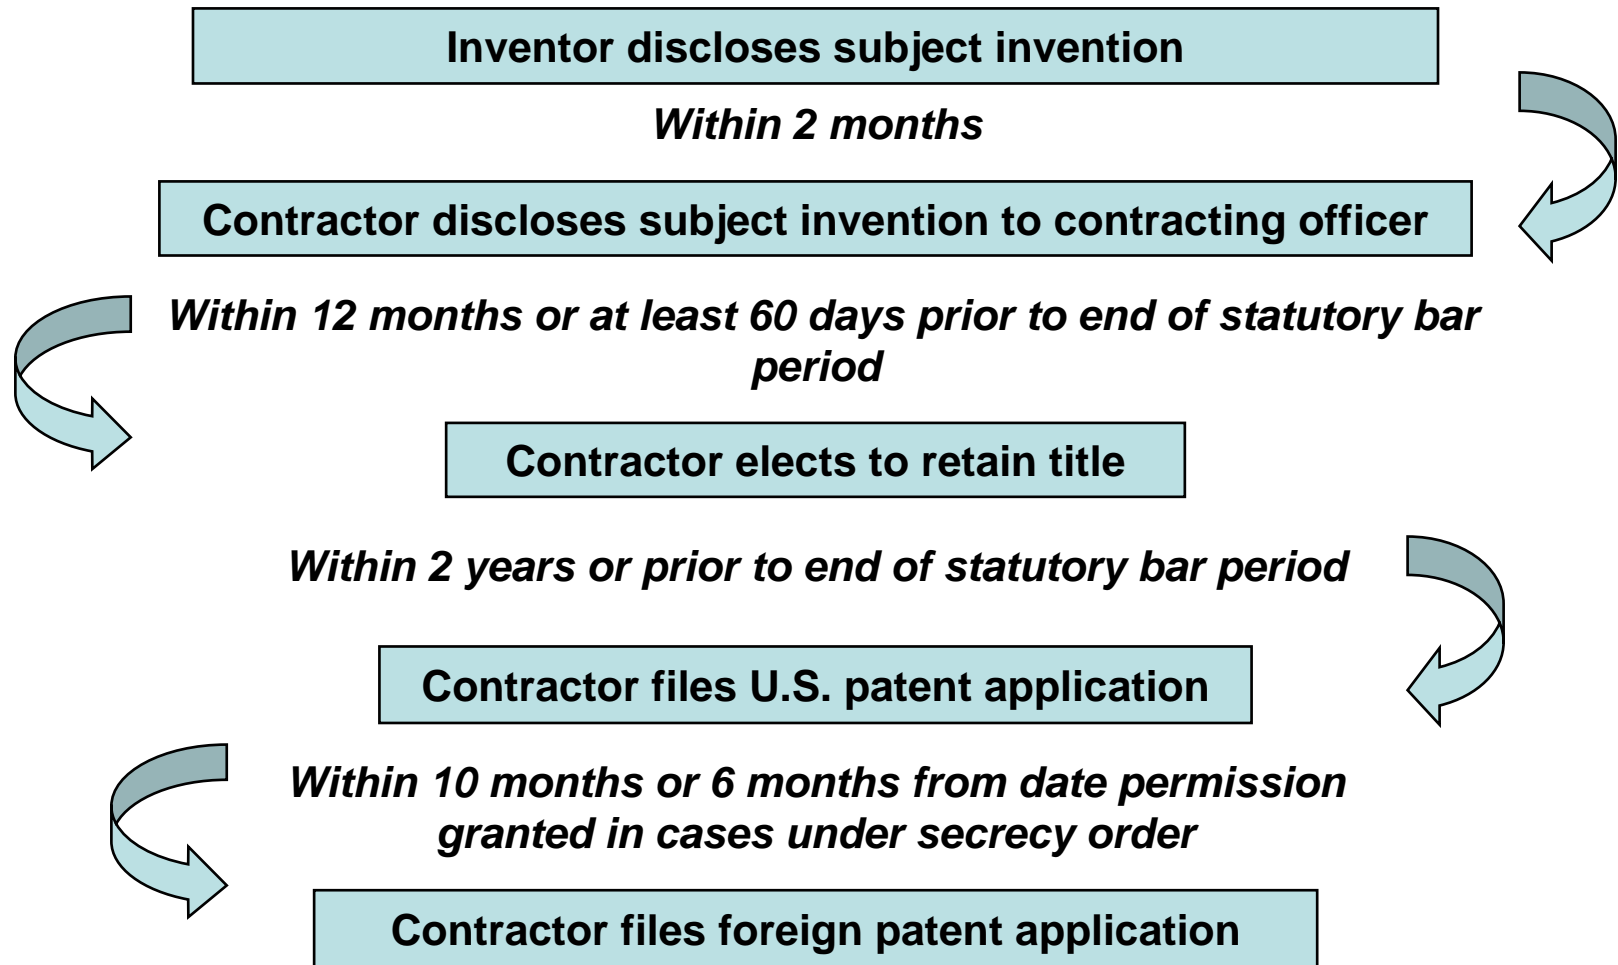 Inventor discloses subject invention
Within 2 months
Contractor discloses subject invention to contracting officer
Within 12 months or at least 60 days prior to end of statutory bar
period
Contractor elects to retain title
Within 2 years or prior to end of statutory bar period
Contractor files U.S. patent application
Within 10 months or 6 months from date permission
granted in cases under secrecy order
Contractor files foreign patent application